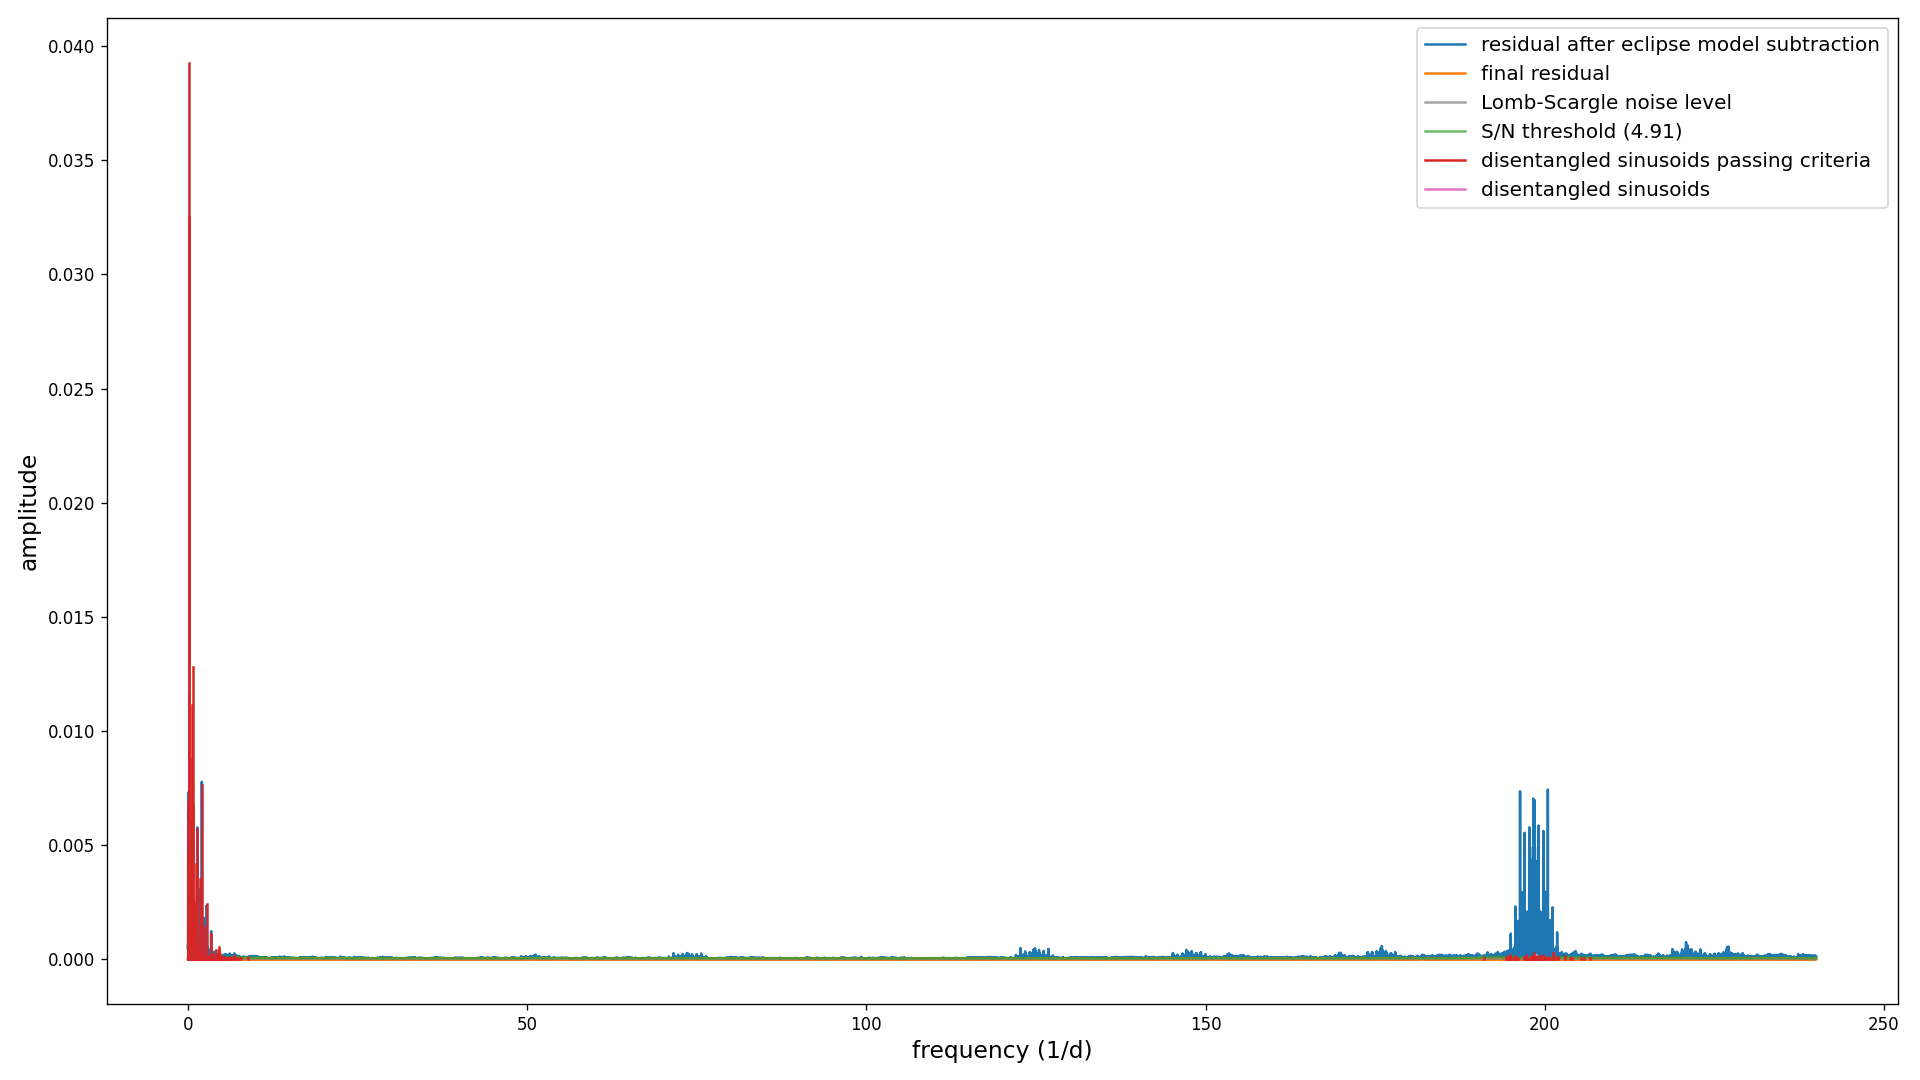 residual after eclipse model subtraction
final residual
Lomb-Scargle noise level
S/N threshold (4.91)
disentangled sinusoids passing criteria
disentangled sinusoids
0.040
0.035
0.030
0.025
0.020
0.015
0.010
0.005
0.000
amplitude
0 50 100 150 200 250
frequency (1/d)